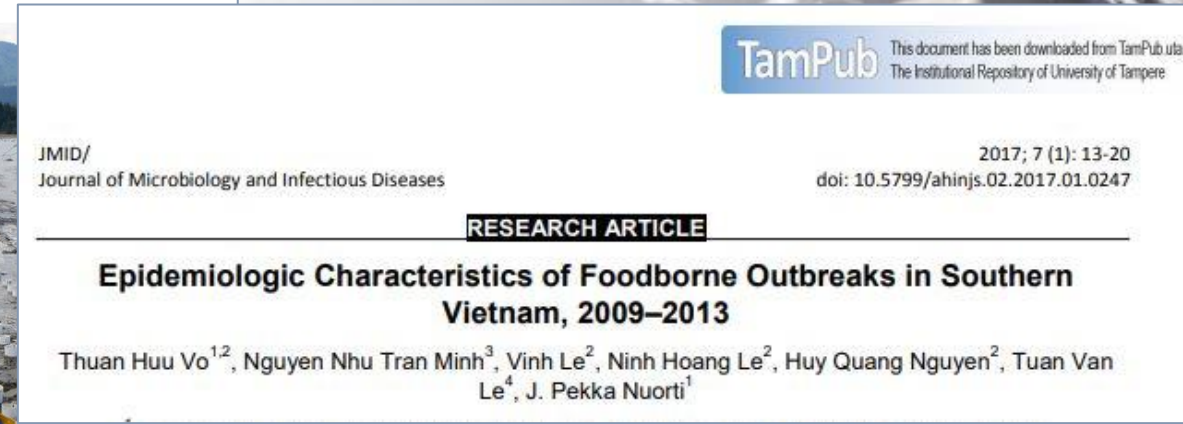 TamPub
This document has been downloaded from TamPub.uta
The Institutional Repository of University of Tampere
JMID/
2017; 7 (1): 13-20
Journal of Microbiology and Infectious Diseases
doi: 10.5799/ahinjs.02.2017.01.0247
RESEARCH ARTICLE
Epidemiologic Characteristics of Foodborne Outbreaks in Southern
Vietnam, 2009–2013
Thuan Huu Vo1,2, Nguyen Nhu Tran Minh3, Vinh Le2, Ninh Hoang Le2, Huy Quang Nguyen2, Tuan Van
Le4, J. Pekka Nuorti1